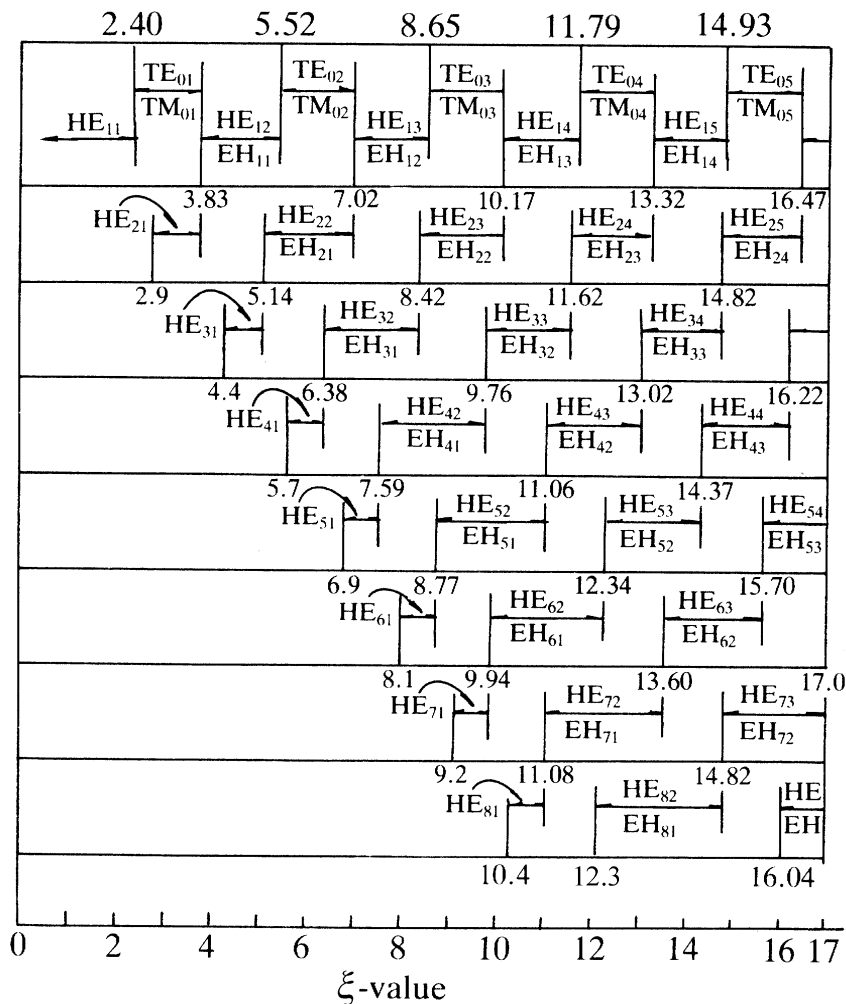 2.40 5.52 8.65 11.79 14.93
TE01 TE02 TE03 TE04 TE05
HE11 TM01 HE12 TM02 HE13 TM03 HE14 TM04 HE15 TM05
EH11 EH12 EH13 EH14
3.83 7.02 10.17 13.32 16.47
HE21 HE22 HE23 HE24 HE25
EH21 EH22 EH23 EH24
2.9 5.14 8.42 11.62 14.82
HE31 HE32 HE33 HE34
EH31 EH32 EH33
4.4 6.38 9.76 13.02 16.22
HE41 HE42 HE43 HE44
EH41 EH42 EH43
5.7 7.59 11.06 14.37
HE51 HE52 HE53 HE54
EH51 EH52 EH53
6.9 8.77 12.34 15.70
HE61 HE62 HE63
EH61 EH62
8.1 9.94 13.60 17.0
HE71 HE72 HE73
EH71 EH72
9.2 11.08 14.82
HE81 HE82 HE
EH81 EH
10.4 12.3 16.04
0 2 4 6 8 10 12 14 16 17
ξ-value